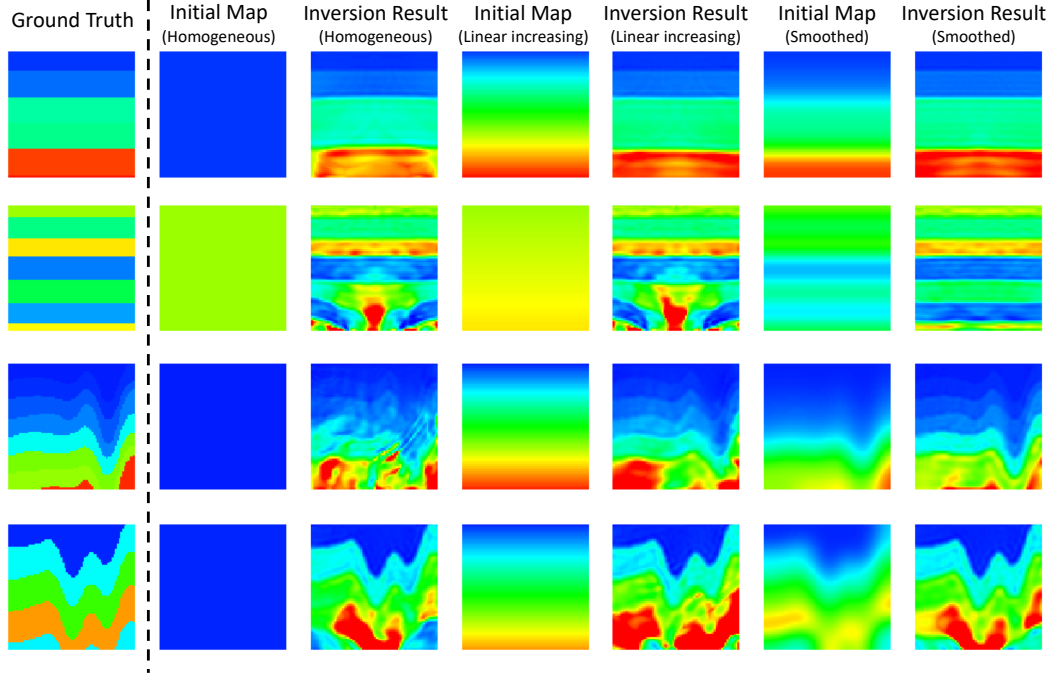 Ground Truth
Initial Map
(Homogeneous)
Inversion Result
(Homogeneous)
Initial Map
(Linear increasing)
Inversion Result
(Linear increasing)
Initial Map
(Smoothed)
Inversion Result
(Smoothed)